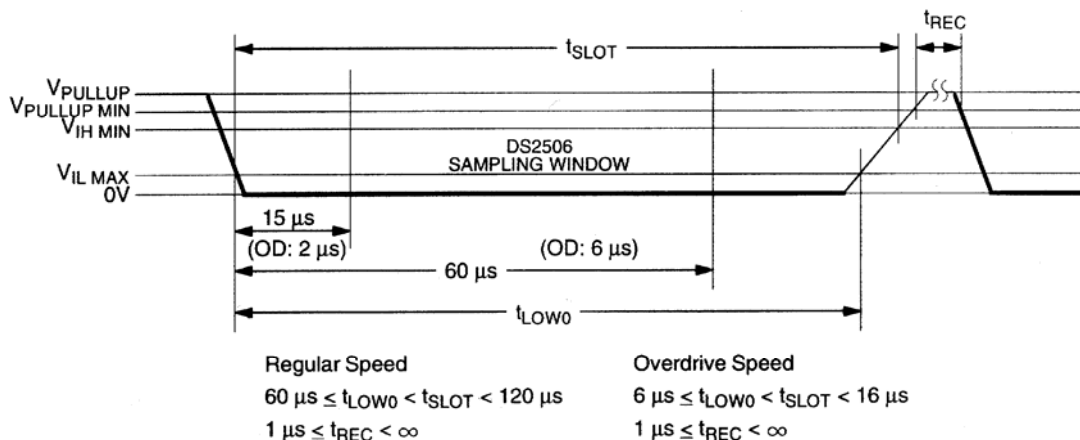 tREC
tSLOT
VPULLUP
VPULLUP MIN
VIH MIN
DS2506
SAMPLING WINDOW
VIL MAX
0V
15 μs
(OD: 2 μs)
(OD: 6 μs)
60 μs
tLOW0
Regular Speed
60 μs ≤ tLOW0 < tSLOT < 120 μs
1 μs ≤ tREC < ∞
Overdrive Speed
6 μs ≤ tLOW0 < tSLOT < 16 μs
1 μs ≤ tREC < ∞